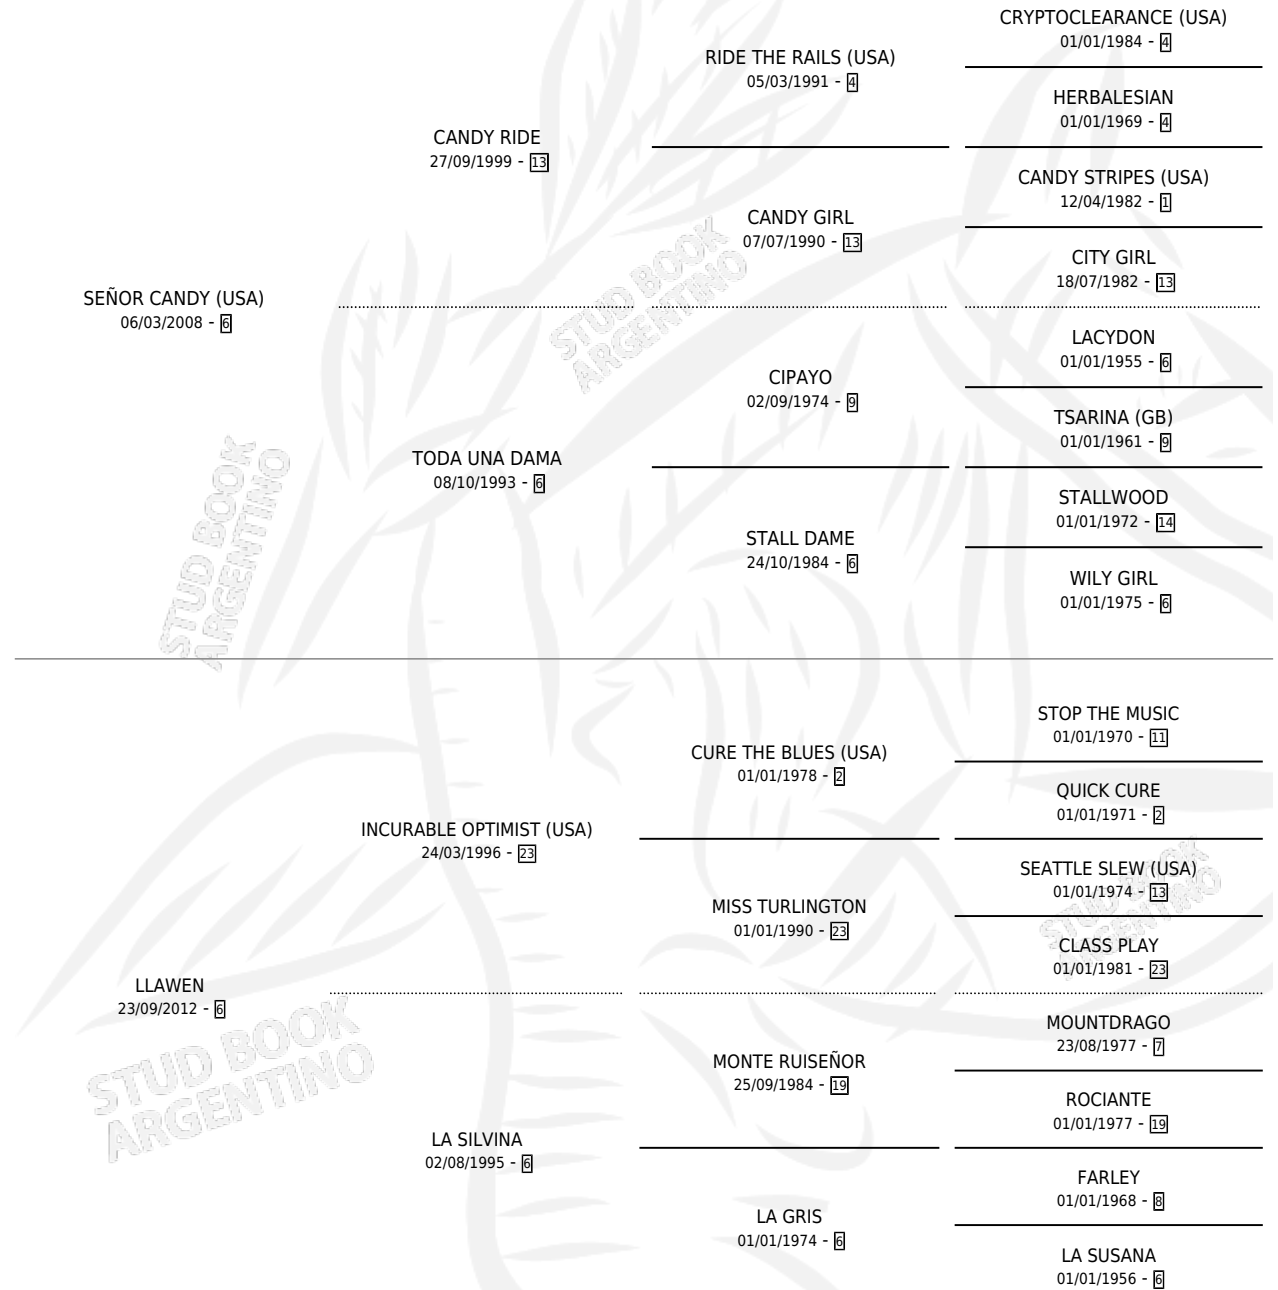 CRYPTOCLEARANCE (USA)
01/01/1984 - 4
RIDE THE RAILS (USA)
05/03/1991 - 4
HERBALESIAN
01/01/1969 - 4
CANDY RIDE
27/09/1999 - 13
CANDY STRIPES (USA)
12/04/1982 - 1
CANDY GIRL
07/07/1990 - 13
CITY GIRL
18/07/1982 - 13
SEÑOR CANDY (USA)
06/03/2008 - 6
LACYDON
01/01/1955 - 6
CIPAYO
02/09/1974 - 9
TSARINA (GB)
01/01/1961 - 9
TODA UNA DAMA
08/10/1993 - 6
STALLWOOD
01/01/1972 - 14
STALL DAME
24/10/1984 - 6
WILY GIRL
01/01/1975 - 6
STUD BOOK
ARGENTINO
STUD BOOK
ARGENTINO
STOP THE MUSIC
01/01/1970 - 11
CURE THE BLUES (USA)
01/01/1978 - 2
QUICK CURE
01/01/1971 - 2
INCURABLE OPTIMIST (USA)
24/03/1996 - 23
SEATTLE SLEW (USA)
01/01/1974 - 13
MISS TURLINGTON
01/01/1990 - 23
CLASS PLAY
01/01/1981 - 23
LLAWEN
23/09/2012 - 6
MOUNTDRAGO
23/08/1977 - 7
MONTE RUISEÑOR
25/09/1984 - 19
ROCIANTE
01/01/1977 - 19
LA SILVINA
02/08/1995 - 6
FARLEY
01/01/1968 - 8
LA GRIS
01/01/1974 - 6
LA SUSANA
01/01/1956 - 6
STUD BOOK
ARGENTINO
STUD BOOK
ARGENTINO